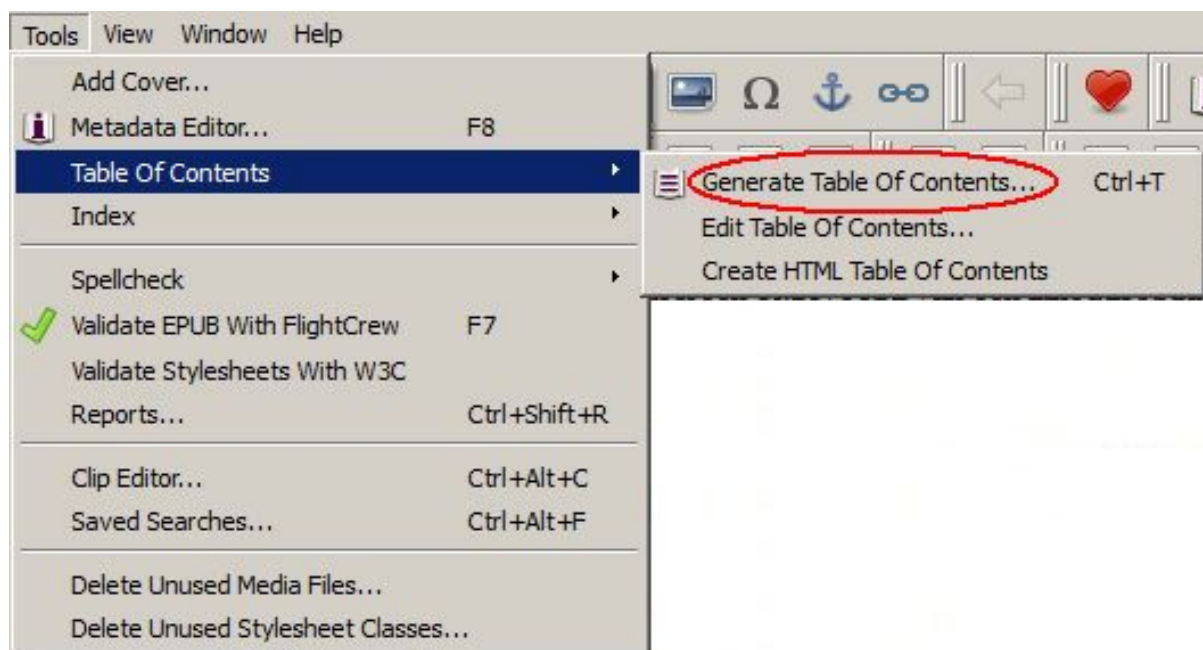 Tools View Window Help
Add Cover...
Metadata Editor... F8
Table Of Contents
Index
Spellcheck
Validate EPUB With FlightCrew F7
Validate Stylesheets With W3C
Reports... Ctrl+Shift+R
Clip Editor... Ctrl+Alt+C
Saved Searches... Ctrl+Alt+F
Delete Unused Media Files...
Delete Unused Stylesheet Classes...
Generate Table Of Contents... Ctrl+T
Edit Table Of Contents...
Create HTML Table Of Contents